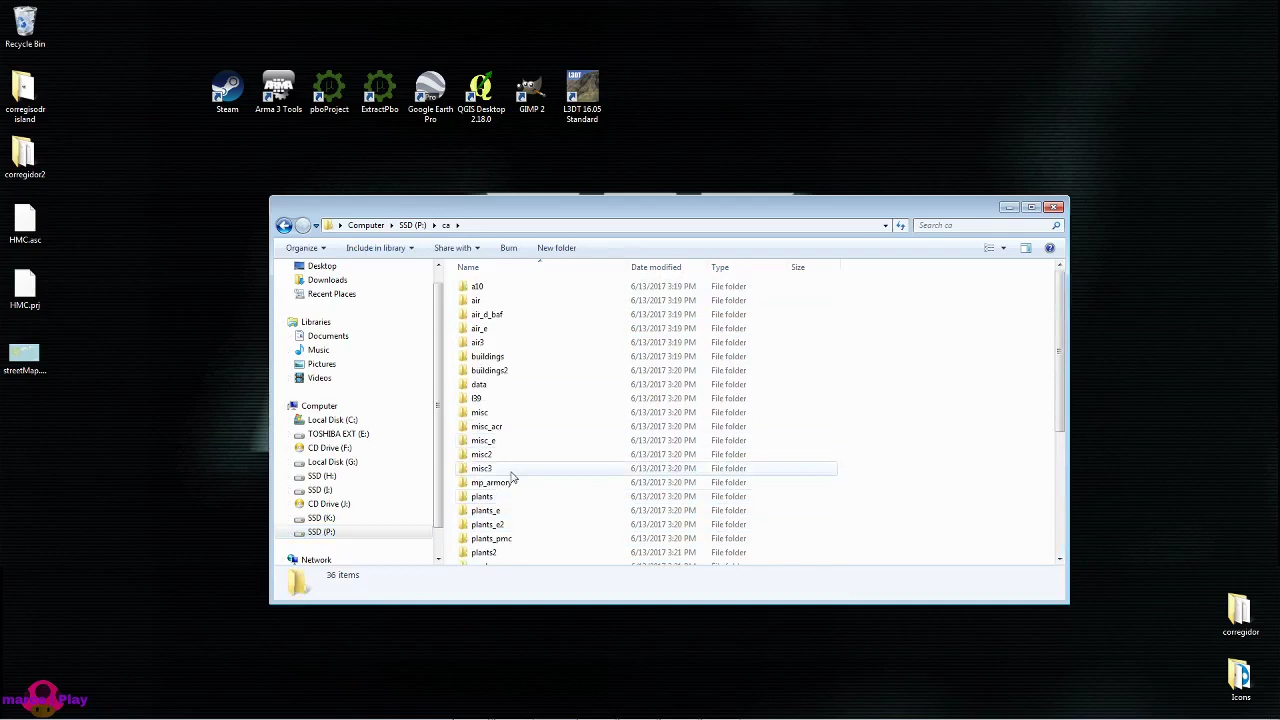 Recycle Bin
corregisodr
island
corregidor2
HMC.asc
HMC.prj
streetMap....
Steam
Arma 3 Tools
pboProject
ExtractPbo
Google Earth
Pro
QGIS Desktop
2.18.0
GIMP 2
L3DT
L3DT 16.05
Standard
Computer
SSD (P:)
ca
Search ca
Organize
Include in library
Share with
Burn
New folder
Desktop
Downloads
Recent Places
Libraries
Documents
Music
Pictures
Videos
Computer
Local Disk (C:)
TOSHIBA EXT (E:)
CD Drive (F:)
Local Disk (G:)
SSD (H:)
SSD (I:)
CD Drive (J:)
SSD (K:)
SSD (P:)
Network
Name Date modified Type Size
a10 6/13/2017 3:19 PM File folder
air 6/13/2017 3:19 PM File folder
air_d_baf 6/13/2017 3:19 PM File folder
air_e 6/13/2017 3:19 PM File folder
air3 6/13/2017 3:19 PM File folder
buildings 6/13/2017 3:19 PM File folder
buildings2 6/13/2017 3:20 PM File folder
data 6/13/2017 3:20 PM File folder
l39 6/13/2017 3:20 PM File folder
misc 6/13/2017 3:20 PM File folder
misc_acr 6/13/2017 3:20 PM File folder
misc_e 6/13/2017 3:20 PM File folder
misc2 6/13/2017 3:20 PM File folder
misc3 6/13/2017 3:20 PM File folder
mp_armory 6/13/2017 3:20 PM File folder
plants 6/13/2017 3:20 PM File folder
plants_e 6/13/2017 3:20 PM File folder
plants_e2 6/13/2017 3:20 PM File folder
plants_pmc 6/13/2017 3:20 PM File folder
plants2 6/13/2017 3:21 PM File folder
36 items
corregidor
Icons
Play